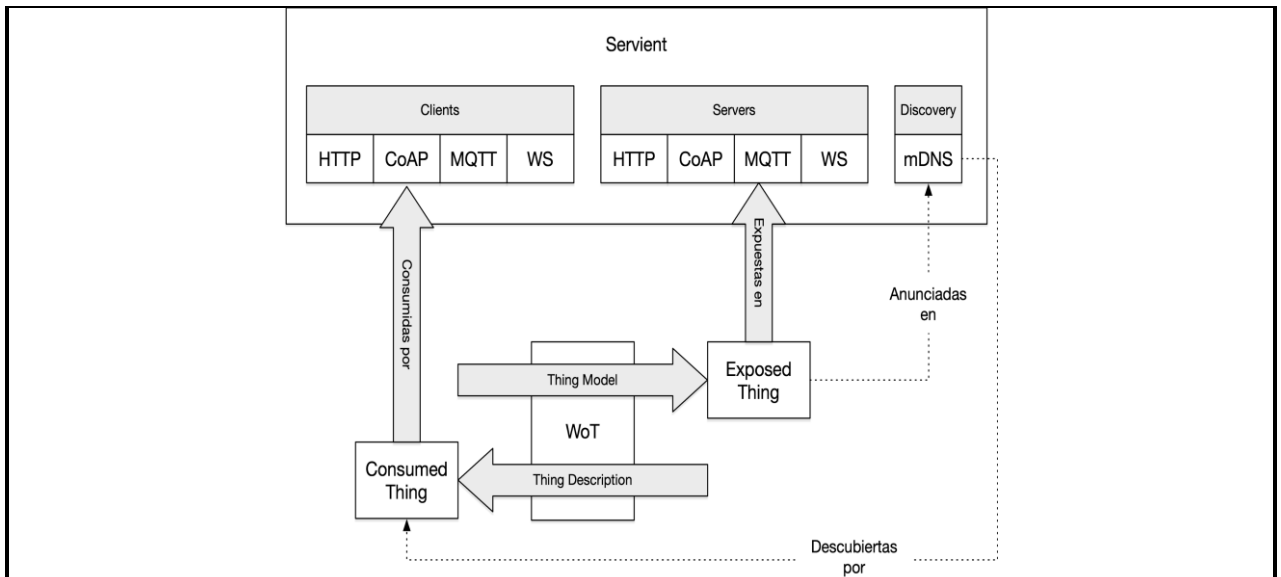 Servient
Clients
HTTP CoAP MQTT WS
Servers
HTTP CoAP MQTT WS
Discovery
mDNS
Consumidas por
Expuestas en
Anunciadas
en
Thing Model
Exposed
Thing
WoT
Consumed
Thing
Thing Description
Descubiertas
por